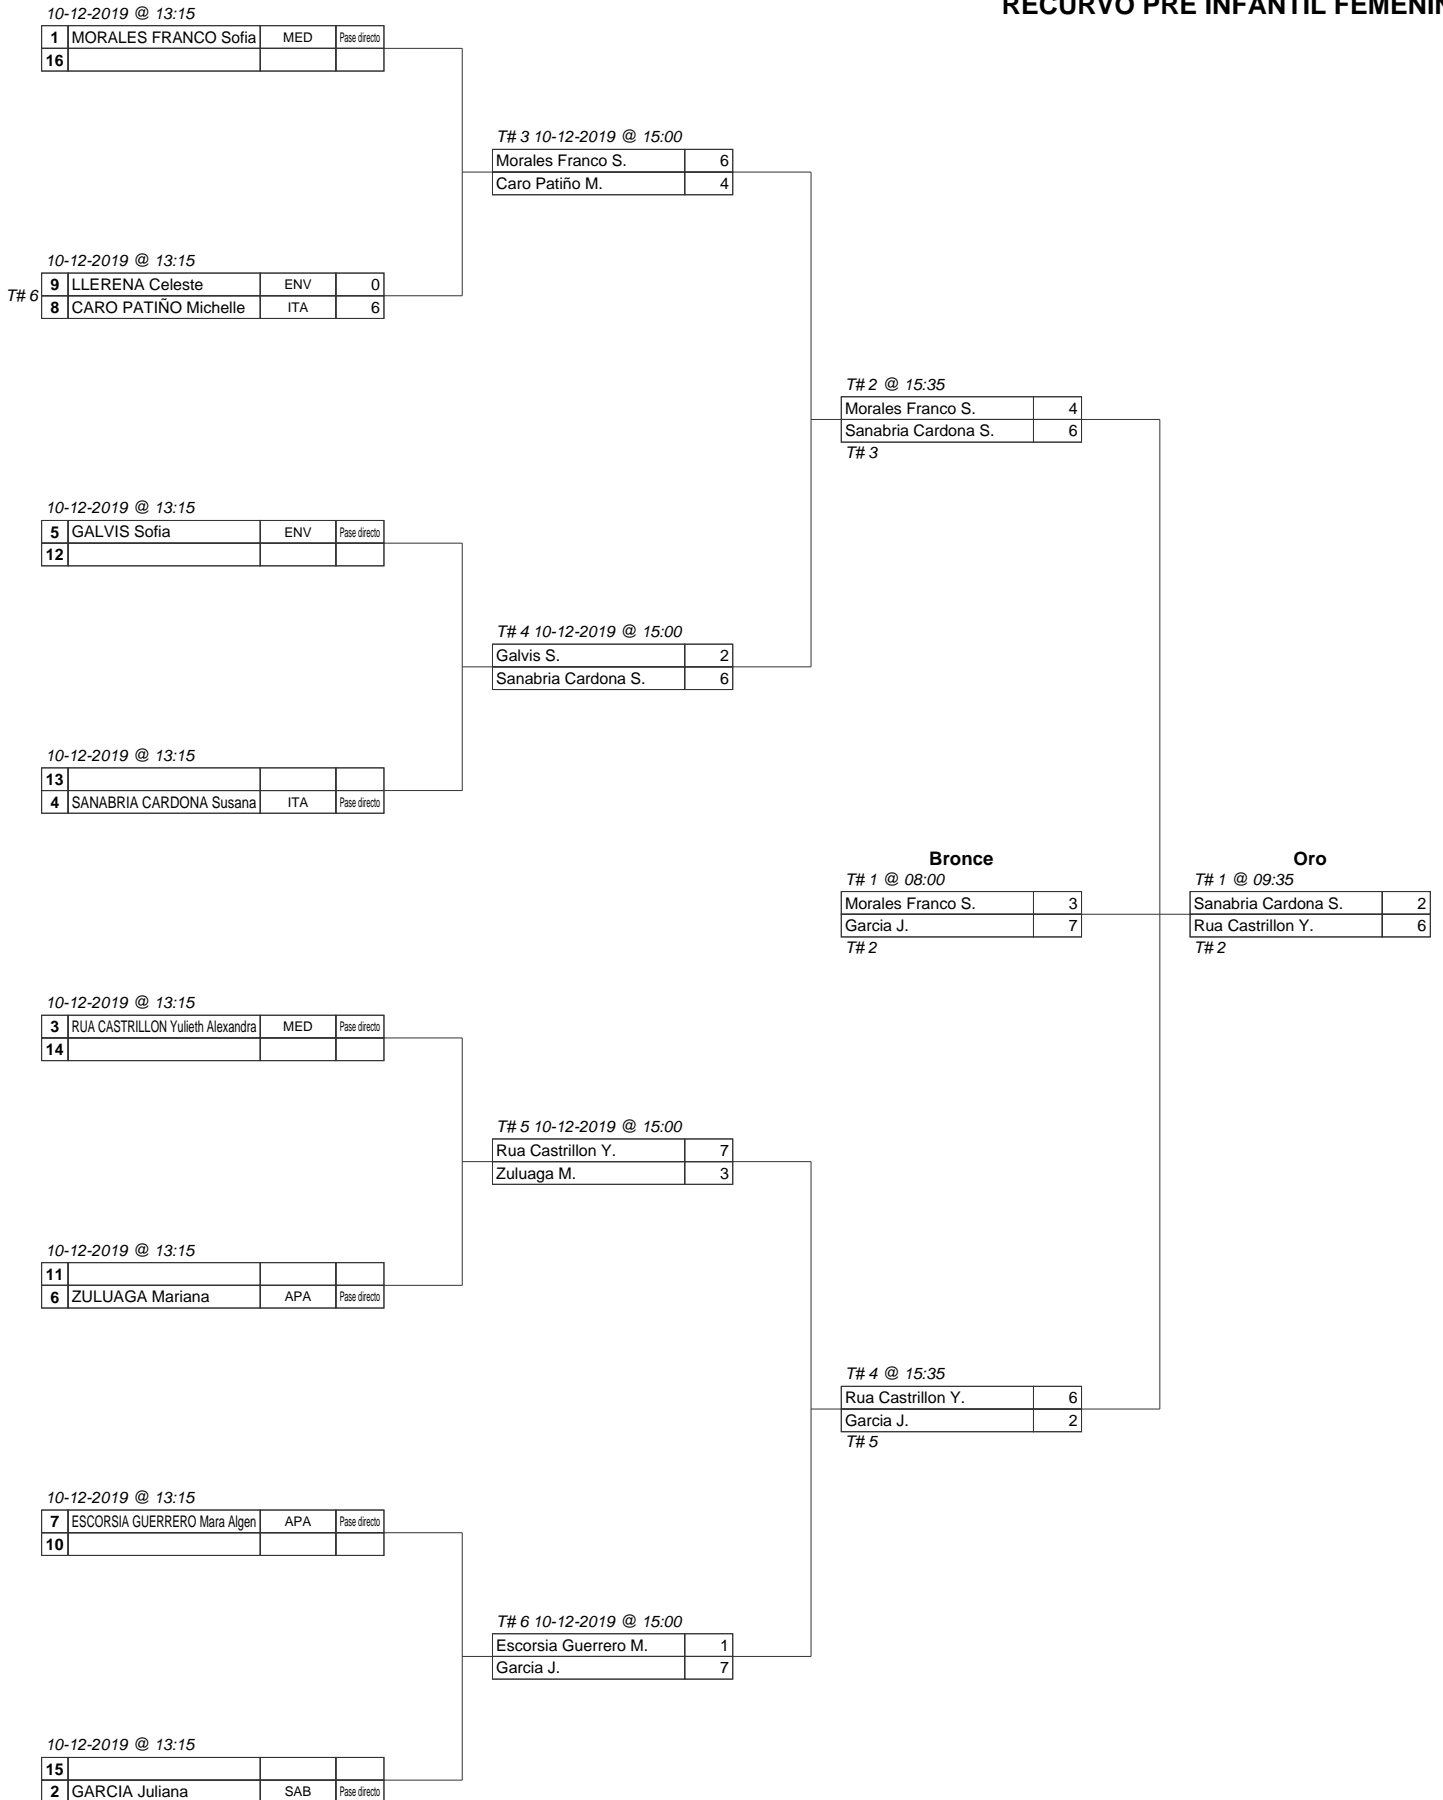 RECURVO PRE INFANTIL FEMENIN
10-12-2019 @ 13:15
1 MORALES FRANCO Sofia MED Pase directo
16
T# 3 10-12-2019 @ 15:00
Morales Franco S. 6
Caro Patiño M. 4
10-12-2019 @ 13:15
T# 6
9 LLERENA Celeste ENV 0
8 CARO PATIÑO Michelle ITA 6
T# 2 @ 15:35
Morales Franco S. 4
Sanabria Cardona S. 6
T# 3
10-12-2019 @ 13:15
5 GALVIS Sofia ENV Pase directo
12
T# 4 10-12-2019 @ 15:00
Galvis S. 2
Sanabria Cardona S. 6
10-12-2019 @ 13:15
13
4 SANABRIA CARDONA Susana ITA Pase directo
Bronce
T# 1 @ 08:00
Morales Franco S. 3
Garcia J. 7
T# 2
Oro
T# 1 @ 09:35
Sanabria Cardona S. 2
Rua Castrillon Y. 6
T# 2
10-12-2019 @ 13:15
3 RUA CASTRILLON Yulieth Alexandra MED Pase directo
14
T# 5 10-12-2019 @ 15:00
Rua Castrillon Y. 7
Zuluaga M. 3
10-12-2019 @ 13:15
11
6 ZULUAGA Mariana APA Pase directo
T# 4 @ 15:35
Rua Castrillon Y. 6
Garcia J. 2
T# 5
10-12-2019 @ 13:15
7 ESCORSIA GUERRERO Mara Algen APA Pase directo
10
T# 6 10-12-2019 @ 15:00
Escorsia Guerrero M. 1
Garcia J. 7
10-12-2019 @ 13:15
15
2 GARCIA Juliana SAB Pase directo